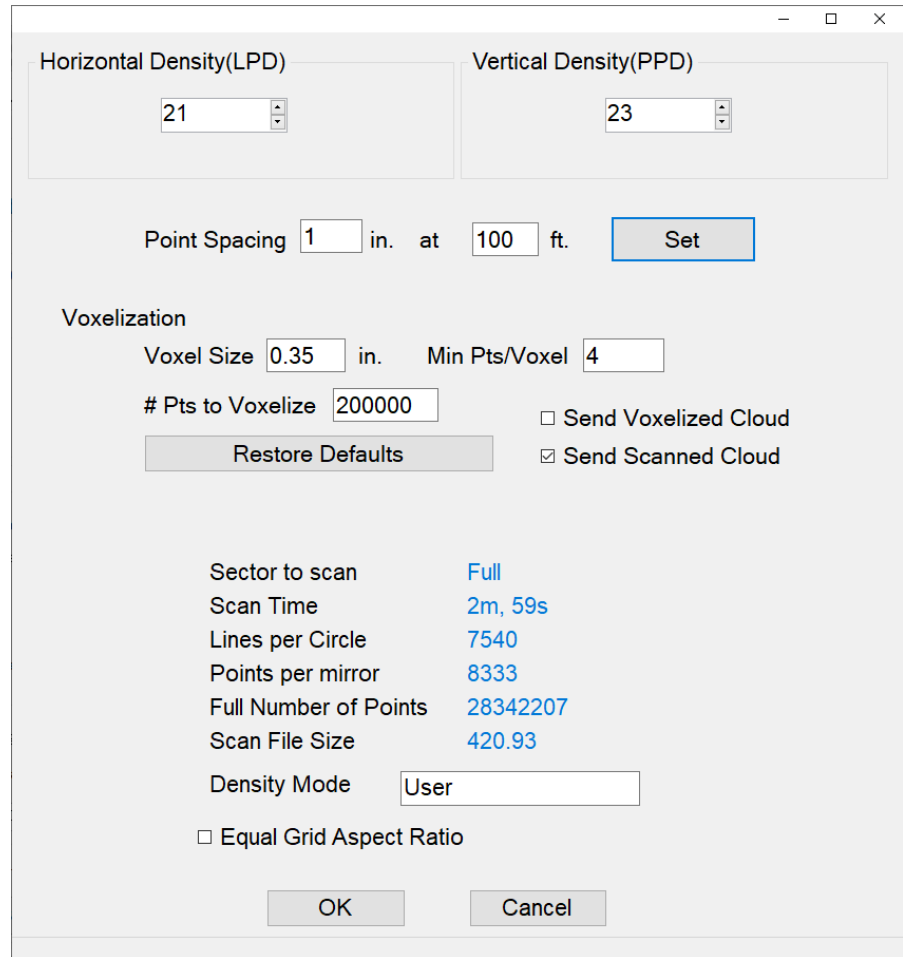 Horizontal Density(LPD) Vertical Density(PPD)
21 23
Point Spacing 1 in. at 100 ft. Set
Voxelization
Voxel Size 0.35 in. Min Pts/Voxel 4
# Pts to Voxelize 200000
Send Voxelized Cloud
Restore Defaults Send Scanned Cloud
Sector to scan Full
Scan Time 2m, 59s
Lines per Circle 7540
Points per mirror 8333
Full Number of Points 28342207
Scan File Size 420.93
Density Mode User
Equal Grid Aspect Ratio
OK Cancel